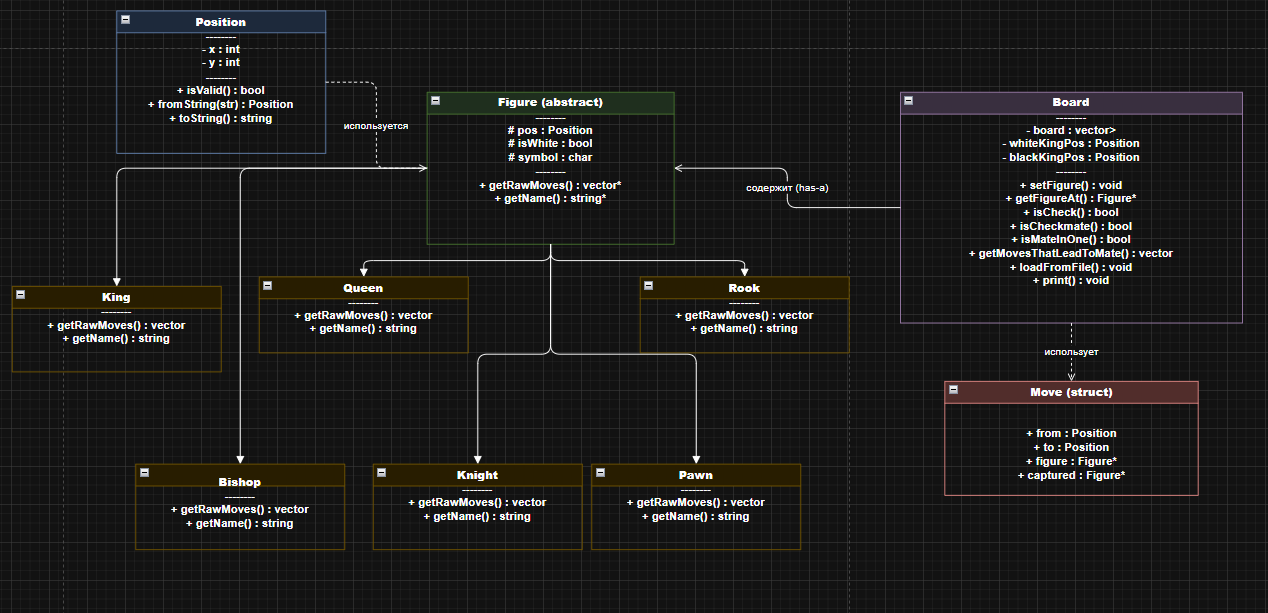 Position
--------
- x : int
- y : int
--------
+ isValid() : bool
+ fromString(str) : Position
+ toString() : string
используется
Figure (abstract)
--------
# pos : Position
# isWhite : bool
# symbol : char
--------
+ getRawMoves() : vector*
+ getName() : string*
содержит (has-a)
Board
--------
- board : vector>
- whiteKingPos : Position
- blackKingPos : Position
--------
+ setFigure() : void
+ getFigureAt() : Figure*
+ isCheck() : bool
+ isCheckmate() : bool
+ isMateInOne() : bool
+ getMovesThatLeadToMate() : vector
+ loadFromFile() : void
+ print() : void
King
--------
+ getRawMoves() : vector
+ getName() : string
Queen
--------
+ getRawMoves() : vector
+ getName() : string
Rook
--------
+ getRawMoves() : vector
+ getName() : string
использует
Move (struct)
+ from : Position
+ to : Position
+ figure : Figure*
+ captured : Figure*
Bishop
--------
+ getRawMoves() : vector
+ getName() : string
Knight
--------
+ getRawMoves() : vector
+ getName() : string
Pawn
--------
+ getRawMoves() : vector
+ getName() : string